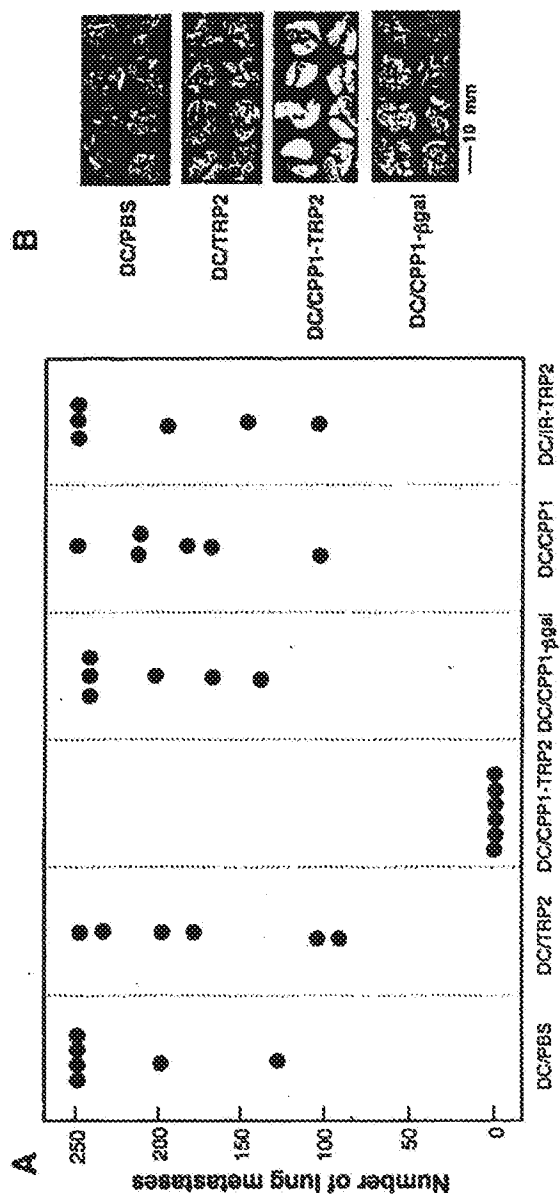 A
Number of lung metastases
250
200
150
100
50
0
DC/PBS
DC/TRP2
DC/CPP1-TRP2
DC/CPP1-βgal
DC/CPP1
DC/IR-TRP2
B
DC/PBS
DC/TRP2
DC/CPP1-TRP2
DC/CPP1-βgal
10 mm